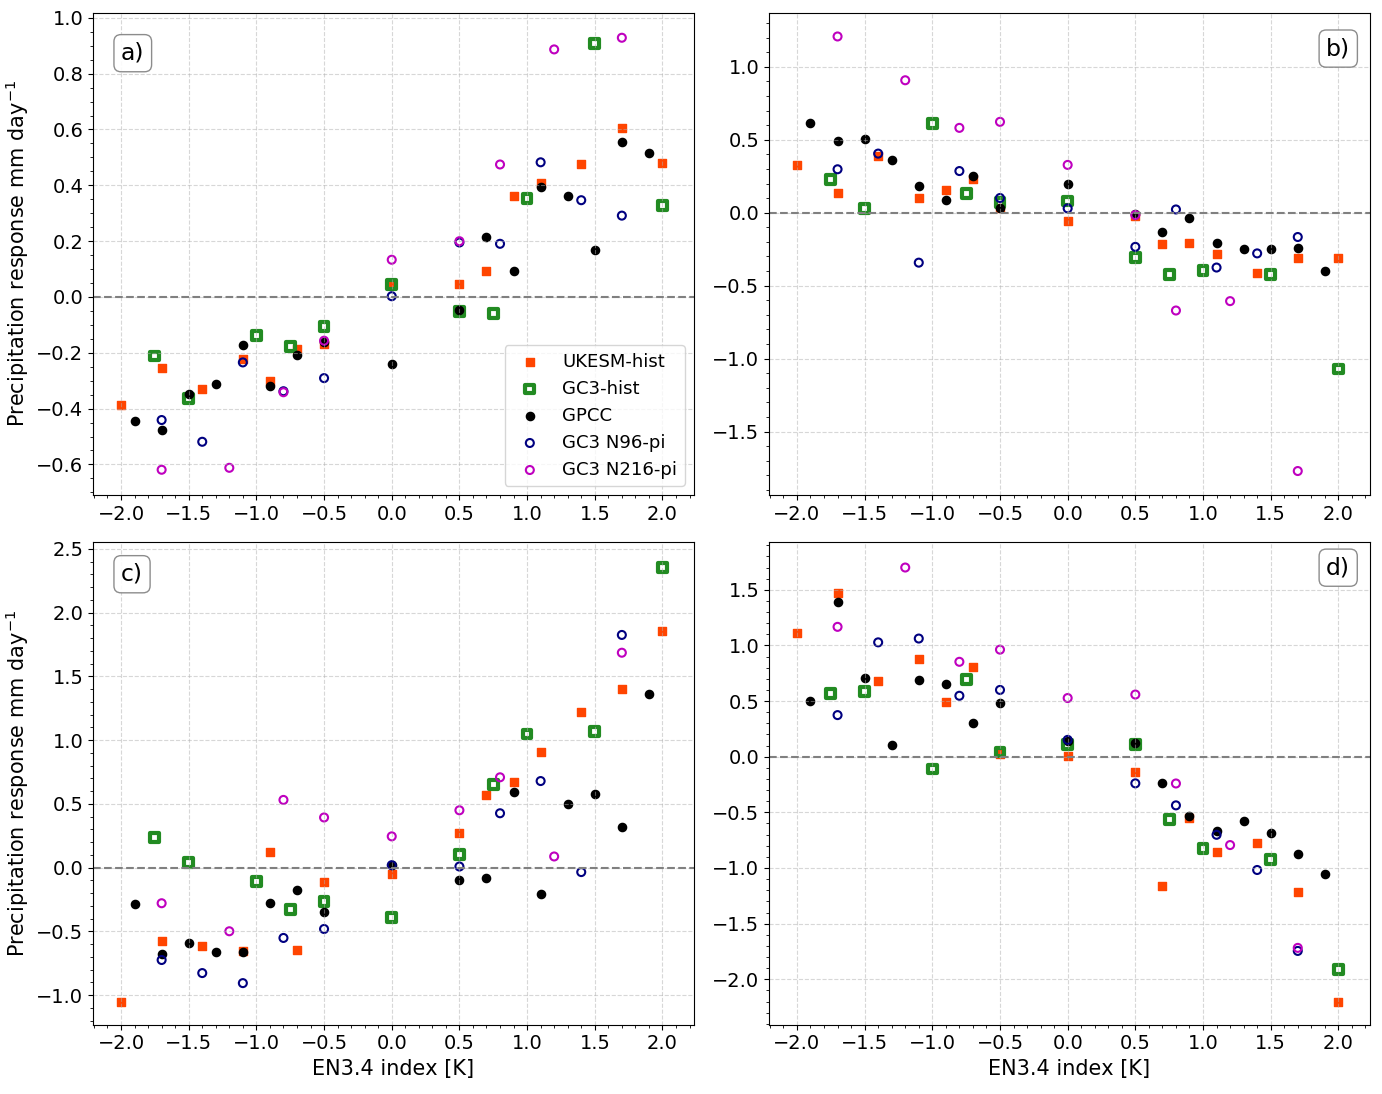 1.0
0.8
0.6
0.4
0.2
0.0
−0.2
−0.4
−0.6
Precipitation response mm day⁻¹
a)
UKESM-hist
GC3-hist
GPCC
GC3 N96-pi
GC3 N216-pi
−2.0 −1.5 −1.0 −0.5 0.0 0.5 1.0 1.5 2.0
b)
1.0
0.5
0.0
−0.5
−1.0
−1.5
−2.0 −1.5 −1.0 −0.5 0.0 0.5 1.0 1.5 2.0
c)
2.5
2.0
1.5
1.0
0.5
0.0
−0.5
−1.0
Precipitation response mm day⁻¹
−2.0 −1.5 −1.0 −0.5 0.0 0.5 1.0 1.5 2.0
EN3.4 index [K]
d)
1.5
1.0
0.5
0.0
−0.5
−1.0
−1.5
−2.0
−2.0 −1.5 −1.0 −0.5 0.0 0.5 1.0 1.5 2.0
EN3.4 index [K]